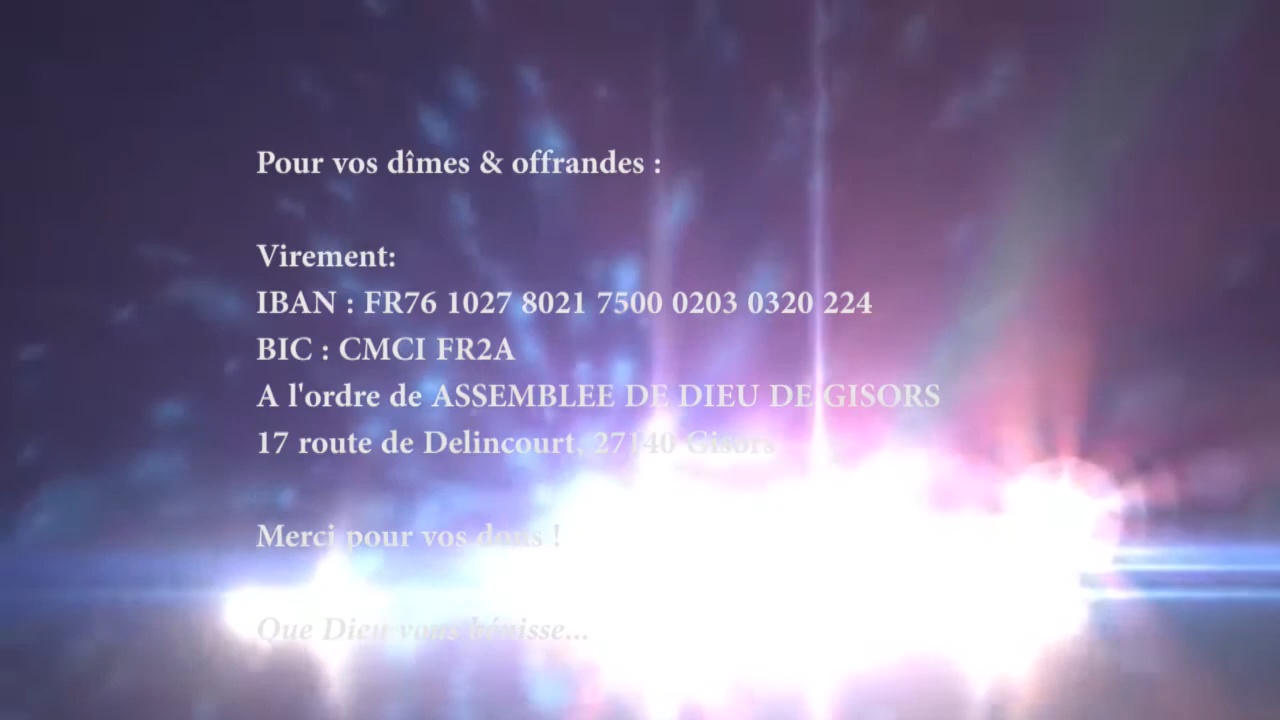 Pour vos dîmes & offrandes :
Virement:
IBAN : FR76 1027 8021 7500 0203 0320 224
BIC : CMCI FR2A
A l'ordre de ASSEMBLEE DE DIEU DE GISORS
17 route de Delincourt, 27140 Gisors
Merci pour vos dons !
Que Dieu vous bénisse...